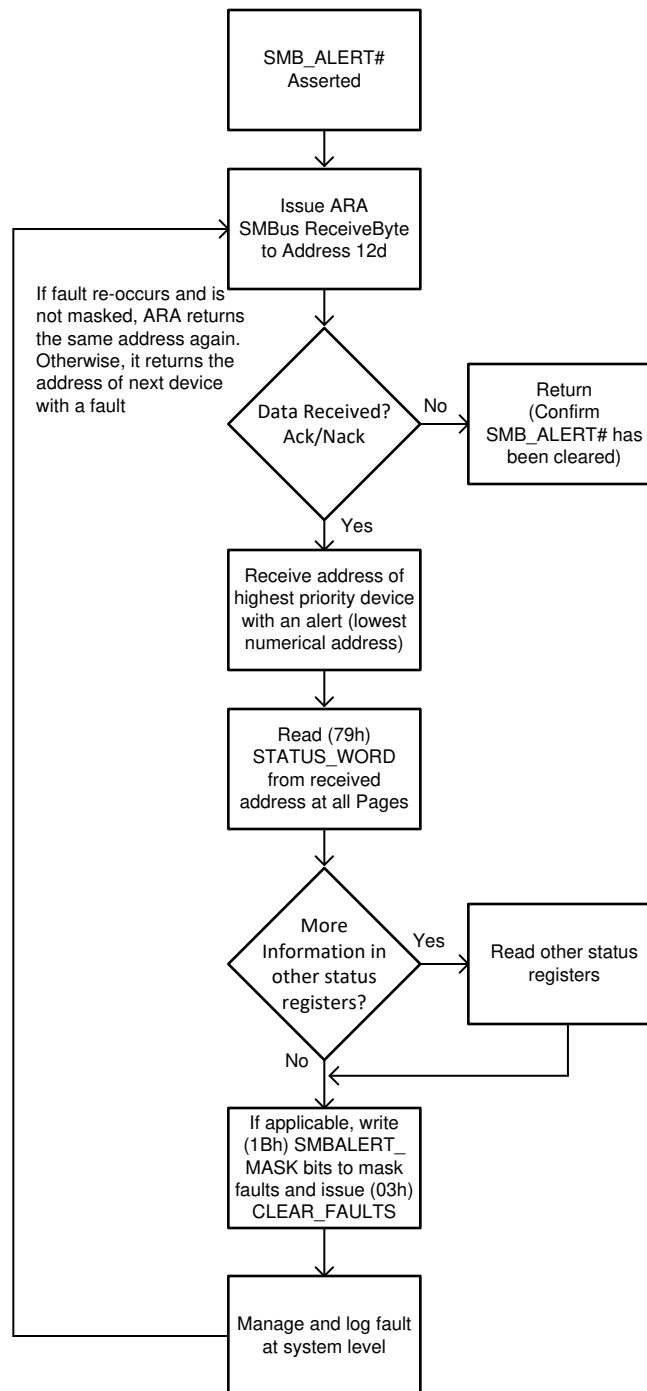 SMB_ALERT#
Asserted
Issue ARA
SMBus ReceiveByte
to Address 12d
If fault re-occurs and is
not masked, ARA returns
the same address again.
Otherwise, it returns the
address of next device
with a fault
Data Received?
Ack/Nack
No
Return
(Confirm
SMB_ALERT# has
been cleared)
Yes
Receive address of
highest priority device
with an alert (lowest
numerical address)
Read (79h)
STATUS_WORD
from received
address at all Pages
More
Information in
other status
registers?
Yes
Read other status
registers
No
If applicable, write
(1Bh) SMBALERT_
MASK bits to mask
faults and issue (03h)
CLEAR_FAULTS
Manage and log fault
at system level